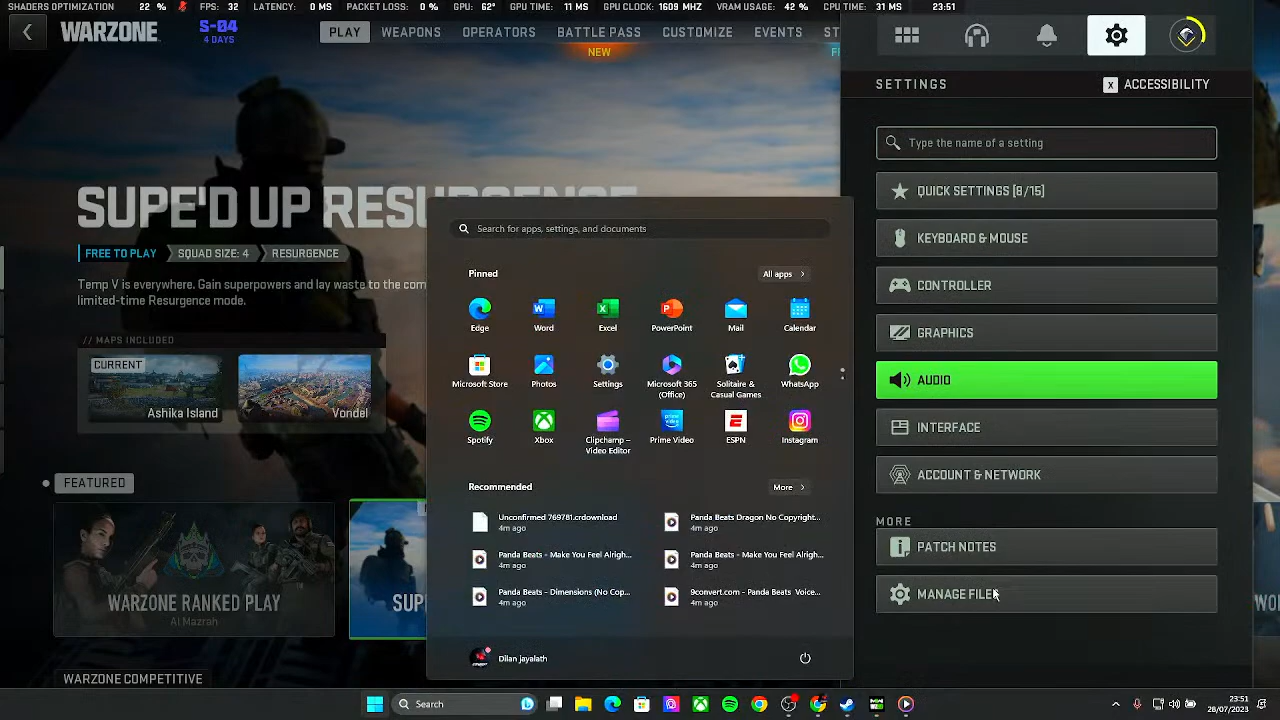 SHADERS OPTIMIZATION 22 % FPS: 32 LATENCY: 0 MS PACKET LOSS: 0 % GPU: 62° GPU TIME: 11 MS GPU CLOCK: 1609 MHZ VRAM USAGE: 42 % CPU TIME: 31 MS 23:51
WARZONE
S-04
4 DAYS
PLAY WEAPONS OPERATORS BATTLE PASS CUSTOMIZE EVENTS ST
NEW
SETTINGS
X ACCESSIBILITY
Type the name of a setting
QUICK SETTINGS [8/15]
KEYBOARD & MOUSE
CONTROLLER
GRAPHICS
AUDIO
INTERFACE
ACCOUNT & NETWORK
MORE
PATCH NOTES
MANAGE FILE
SUPE'D UP RESURGENCE
FREE TO PLAY SQUAD SIZE: 4 RESURGENCE
Temp V is everywhere. Gain superpowers and lay waste to the com
limited-time Resurgence mode.
// MAPS INCLUDED
CURRENT
Ashika Island
Vondel
FEATURED
WARZONE RANKED PLAY
Al Mazrah
SUP
WARZONE COMPETITIVE
Search for apps, settings, and documents
Pinned
All apps >
Edge Word Excel PowerPoint Mail Calendar
Microsoft Store Photos Settings Microsoft 365 (Office) Solitaire & Casual Games WhatsApp
Spotify Xbox Clipchamp – Video Editor Prime Video ESPN Instagram
Recommended
More >
Unconfirmed 769781.crdownload
4m ago
Panda Beats Dragon No Copyright...
4m ago
Panda Beats - Make You Feel Alrigh...
4m ago
Panda Beats - Make You Feel Alrigh...
4m ago
Panda Beats - Dimensions (No Cop...
4m ago
9convert.com - Panda Beats Voice...
4m ago
Dilan jayalath
Search
23:51
28/07/2023